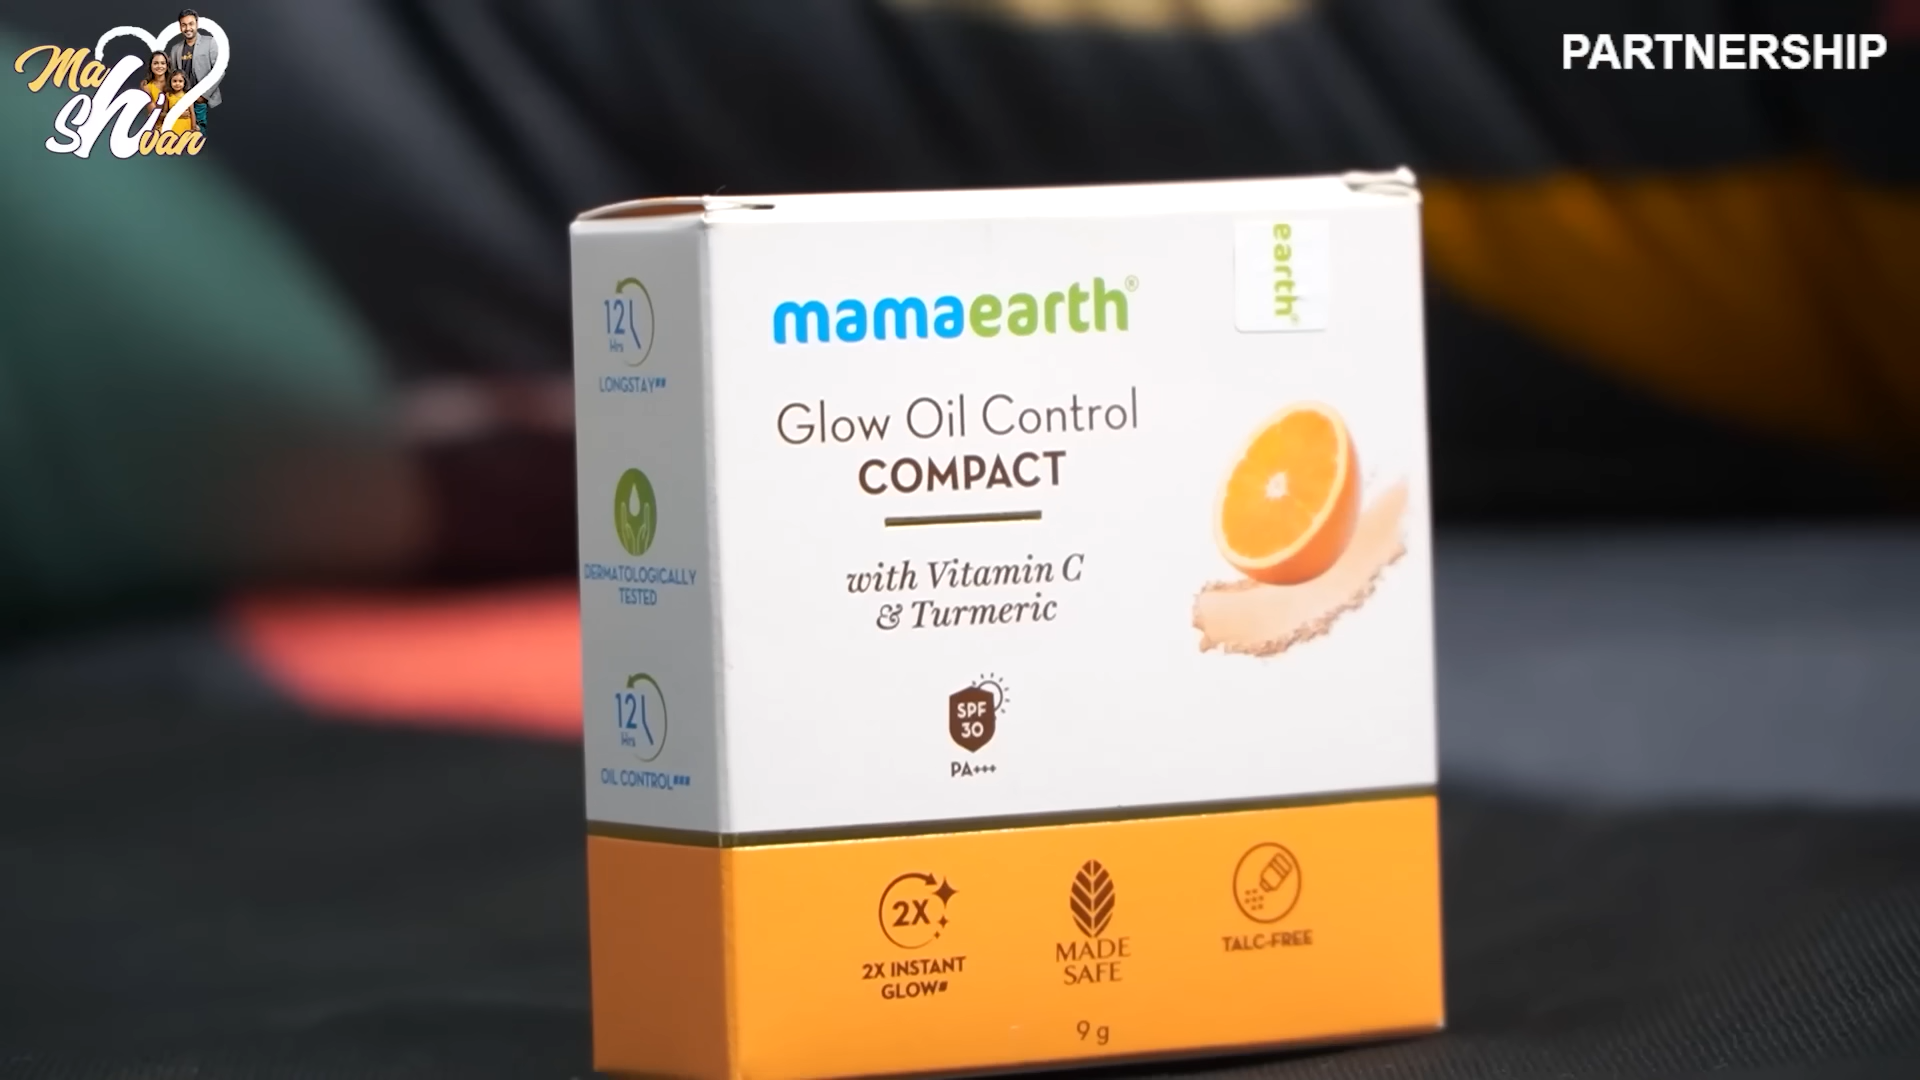 Ma
Shivan
PARTNERSHIP
earth®
mamaearth®
Glow Oil Control
COMPACT
with Vitamin C
& Turmeric
SPF
30
PA+++
12
Hrs
LONGSTAY##
DERMATOLOGICALLY
TESTED
12
Hrs
OIL CONTROL###
2X
2X INSTANT
GLOW#
MADE
SAFE
TALC-FREE
9 g